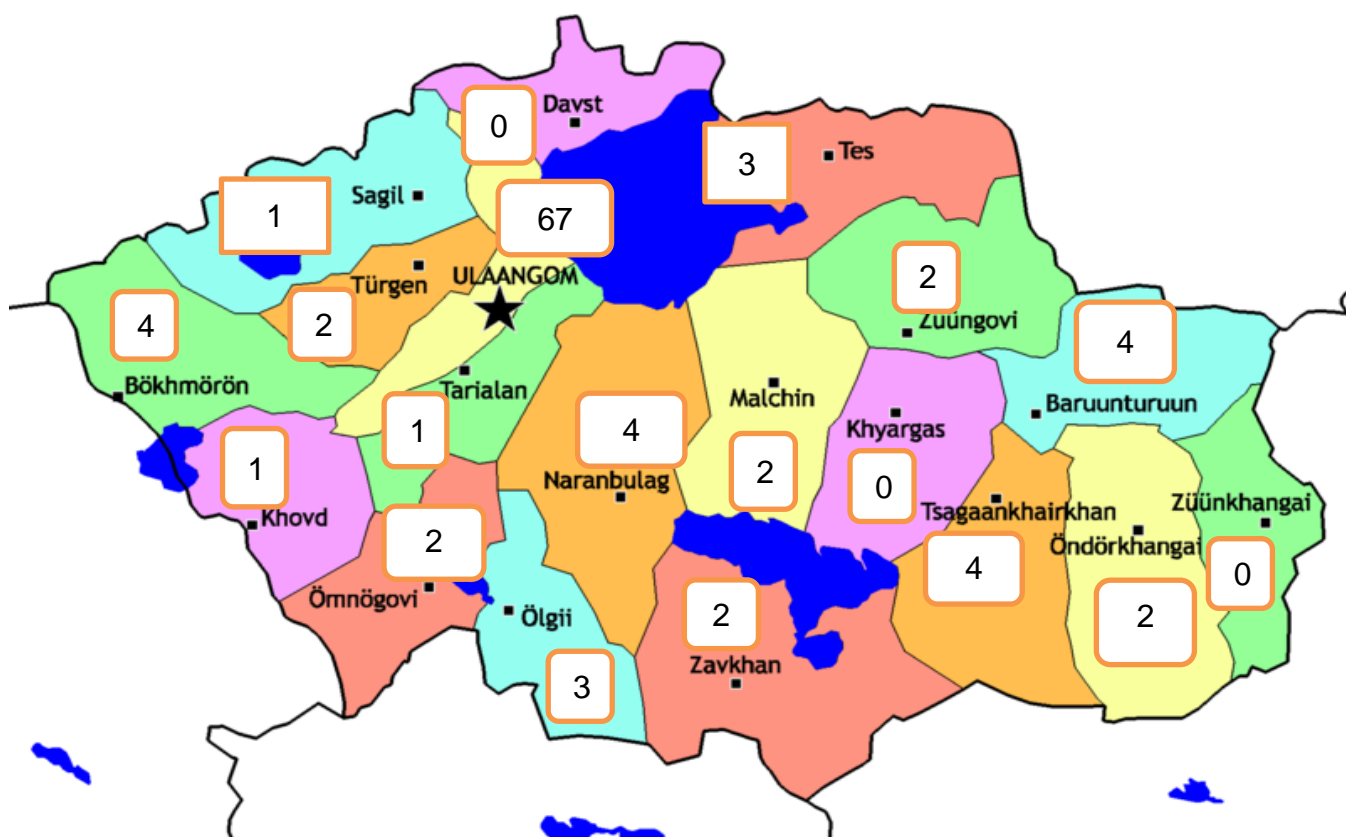 Davst
0
Tes
3
Sagil
1
67
Türgen
ULAANGOM
2
2
Züüngovi
4
4
Bökhmörön
Tarialan
Malchin
Baruunturuun
Khyargas
1
4
1
2
Naranbulag
0
Tsagaankhairkhan
Züünkhangai
Khovd
2
Öndörkhangai
4
0
Ömnögovi
Ölgii
2
2
Zavkhan
3